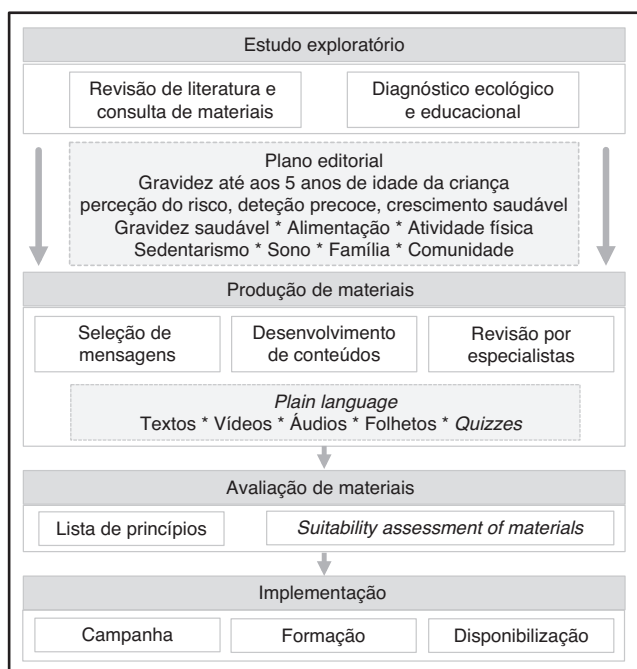 Estudo exploratório
Revisão de literatura e
consulta de materiais
Diagnóstico ecológico
e educacional
Plano editorial
Gravidez até aos 5 anos de idade da criança
perceção do risco, deteção precoce, crescimento saudável
Gravidez saudável * Alimentação * Atividade física
Sedentarismo * Sono * Família * Comunidade
Produção de materiais
Seleção de
mensagens
Desenvolvimento
de conteúdos
Revisão por
especialistas
Plain language
Textos * Vídeos * Áudios * Folhetos * Quizzes
Avaliação de materiais
Lista de princípios
Suitability assessment of materials
Implementação
Campanha
Formação
Disponibilização